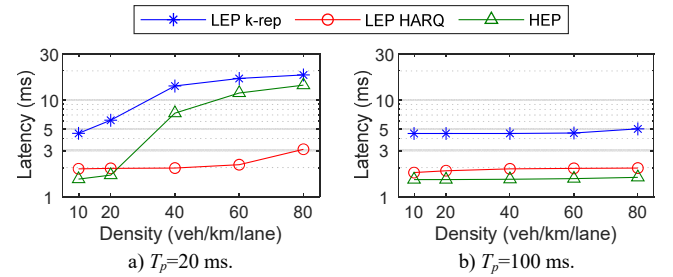 LEP k-rep LEP HARQ HEP
30
10
5
3
1
Latency (ms)
10 20 40 60 80
Density (veh/km/lane)
a) Tp=20 ms.
30
10
5
3
1
Latency (ms)
10 20 40 60 80
Density (veh/km/lane)
b) Tp=100 ms.